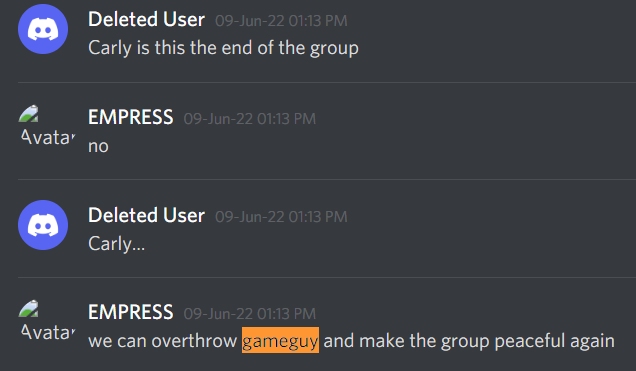 Deleted User 09-Jun-22 01:13 PM
Carly is this the end of the group
EMPRESS 09-Jun-22 01:13 PM
Avatar
no
Deleted User 09-Jun-22 01:13 PM
Carly...
EMPRESS 09-Jun-22 01:13 PM
Avatar
we can overthrow gameguy and make the group peaceful again